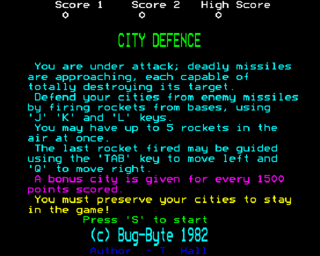 Score 1 Score 2 High Score
0 0 0
CITY DEFENCE
You are under attack; deadly missiles
are approaching, each capable of
totally destroying its target.
Defend your cities from enemy missiles
by firing rockets from bases, using
'J' 'K' and 'L' keys.
You may have up to 5 rockets in the
air at once.
The last rocket fired may be guided
using the 'TAB' key to move left and
'Q' to move right.
A bonus city is given for every 1500
points scored.
You must preserve your cities to stay
in the game!
Press 'S' to start
(c) Bug-Byte 1982
Author - T. Hall